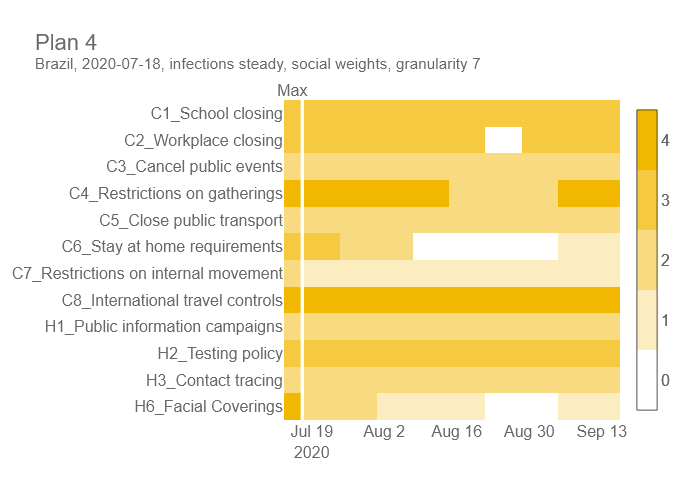 Plan 4
Brazil, 2020-07-18, infections steady, social weights, granularity 7
Max
C1_School closing
C2_Workplace closing
C3_Cancel public events
C4_Restrictions on gatherings
C5_Close public transport
C6_Stay at home requirements
C7_Restrictions on internal movement
C8_International travel controls
H1_Public information campaigns
H2_Testing policy
H3_Contact tracing
H6_Facial Coverings
Jul 19 Aug 2 Aug 16 Aug 30 Sep 13
2020
4
3
2
1
0